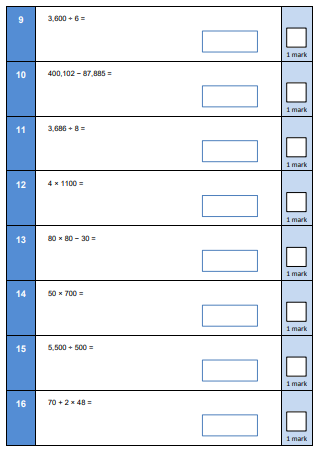 9 3,600 ÷ 6 =
1 mark
10 400,102 − 87,885 =
1 mark
11 3,686 ÷ 8 =
1 mark
12 4 × 1100 =
1 mark
13 80 × 80 − 30 =
1 mark
14 50 × 700 =
1 mark
15 5,500 ÷ 500 =
1 mark
16 70 + 2 × 48 =
1 mark